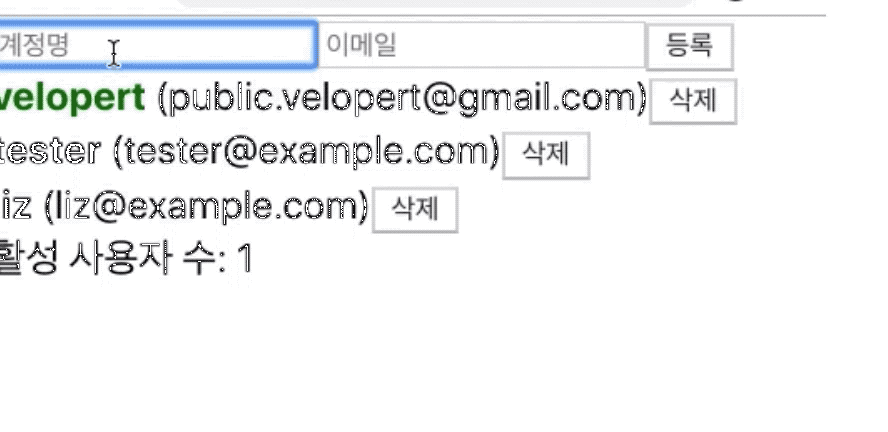 계정명 이메일 등록
velopert (public.velopert@gmail.com) 삭제
tester (tester@example.com) 삭제
iz (liz@example.com) 삭제
활성 사용자 수: 1